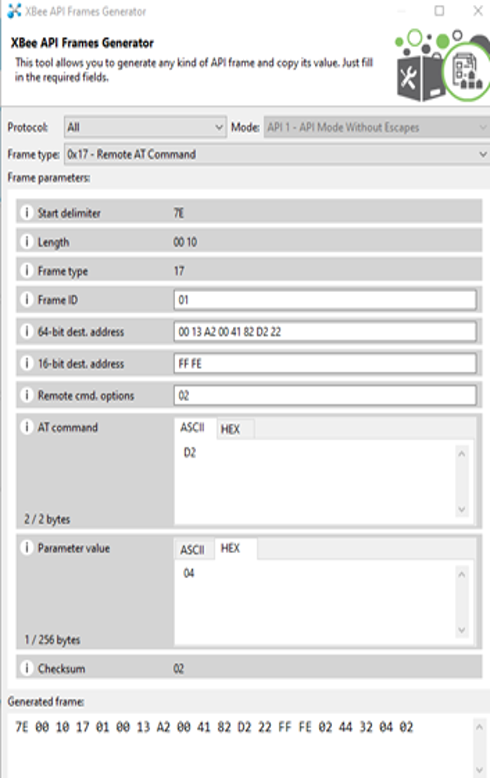 XBee API Frames Generator
XBee API Frames Generator
This tool allows you to generate any kind of API frame and copy its value. Just fill
in the required fields.
Protocol: All Mode: API 1 - API Mode Without Escapes
Frame type: 0x17 - Remote AT Command
Frame parameters:
i Start delimiter 7E
i Length 00 10
i Frame type 17
i Frame ID 01
i 64-bit dest. address 00 13 A2 00 41 82 D2 22
i 16-bit dest. address FF FE
i Remote cmd. options 02
i AT command ASCII HEX
D2
2 / 2 bytes
i Parameter value ASCII HEX
04
1 / 256 bytes
i Checksum 02
Generated frame:
7E 00 10 17 01 00 13 A2 00 41 82 D2 22 FF FE 02 44 32 04 02